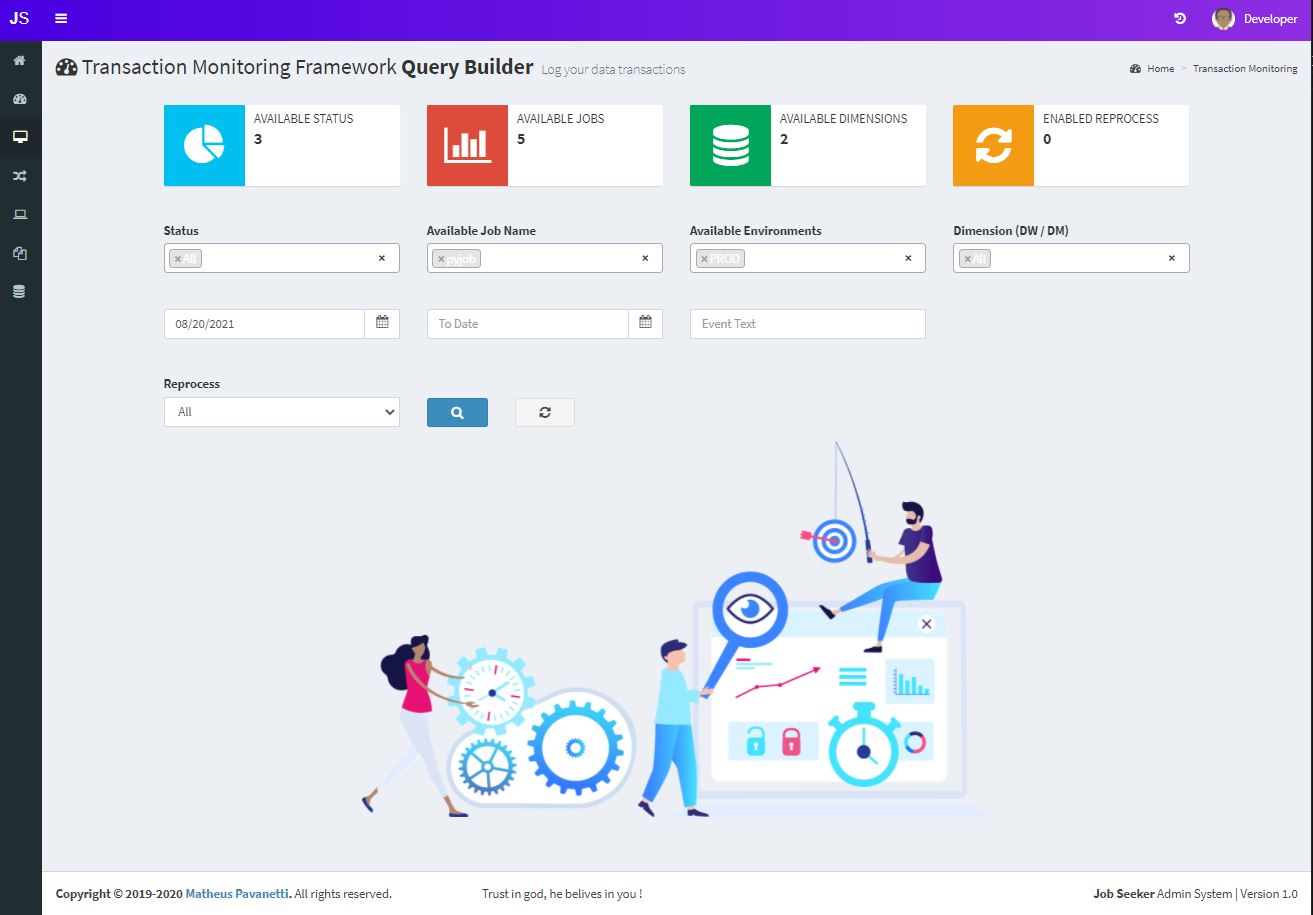 JS Developer
Transaction Monitoring Framework Query Builder Log your data transactions Home > Transaction Monitoring
AVAILABLE STATUS
3
AVAILABLE JOBS
5
AVAILABLE DIMENSIONS
2
ENABLED REPROCESS
0
Status
×All ×
Available Job Name
×pyjob ×
Available Environments
×PROD ×
Dimension (DW / DM)
×All ×
08/20/2021
To Date
Event Text
Reprocess
All
Copyright © 2019-2020 Matheus Pavanetti. All rights reserved. Trust in god, he belives in you ! Job Seeker Admin System | Version 1.0